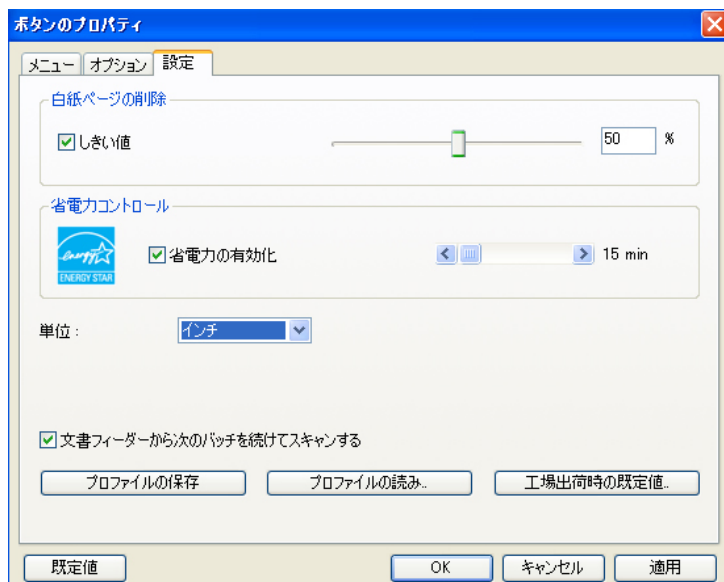 ボタンのプロパティ
メニュー オプション 設定
白紙ページの削除
しきい値 50 %
省電力コントロール
energy
ENERGY STAR
省電力の有効化 15 min
単位 : インチ
文書フィーダーから次のバッチを続けてスキャンする
プロファイルの保存 プロファイルの読み.. 工場出荷時の既定値..
既定値 OK キャンセル 適用